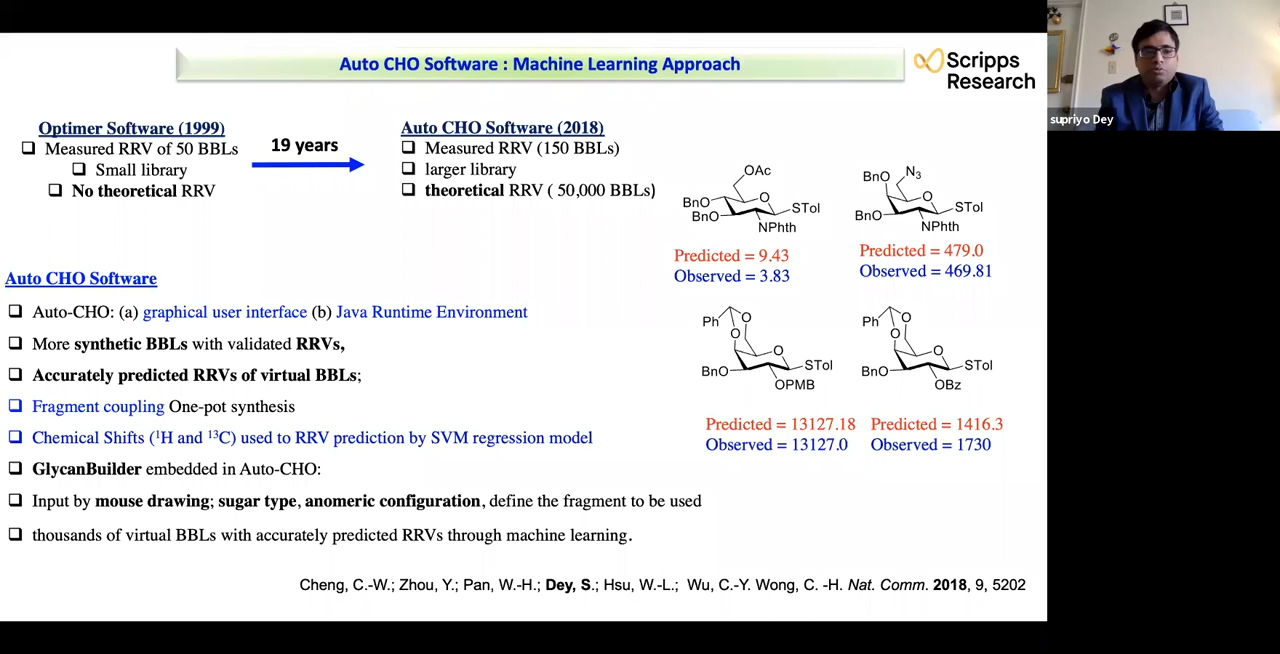 Auto CHO Software : Machine Learning Approach
Scripps
Research
supriyo Dey
Optimer Software (1999)
❑ Measured RRV of 50 BBLs
❑ Small library
❑ No theoretical RRV
19 years
Auto CHO Software (2018)
❑ Measured RRV (150 BBLs)
❑ larger library
❑ theoretical RRV ( 50,000 BBLs)
OAc
BnO
BnO
O
STol
NPhth
Predicted = 9.43
Observed = 3.83
BnO
N3
O
BnO
STol
NPhth
Predicted = 479.0
Observed = 469.81
Ph
O
O
O
BnO
STol
OPMB
Predicted = 13127.18
Observed = 13127.0
Ph
O
O
O
BnO
STol
OBz
Predicted = 1416.3
Observed = 1730
Auto CHO Software
❑ Auto-CHO: (a) graphical user interface (b) Java Runtime Environment
❑ More synthetic BBLs with validated RRVs,
❑ Accurately predicted RRVs of virtual BBLs;
❑ Fragment coupling One-pot synthesis
❑ Chemical Shifts (¹H and ¹³C) used to RRV prediction by SVM regression model
❑ GlycanBuilder embedded in Auto-CHO:
❑ Input by mouse drawing; sugar type, anomeric configuration, define the fragment to be used
❑ thousands of virtual BBLs with accurately predicted RRVs through machine learning.
Cheng, C.-W.; Zhou, Y.; Pan, W.-H.; Dey, S.; Hsu, W.-L.; Wu, C.-Y. Wong, C. -H. Nat. Comm. 2018, 9, 5202